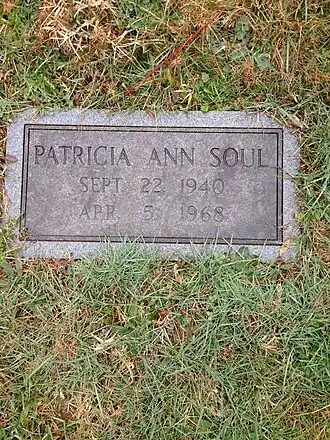 PATRICIA ANN SOUL
SEPT. 22 1940
APR 5 1968